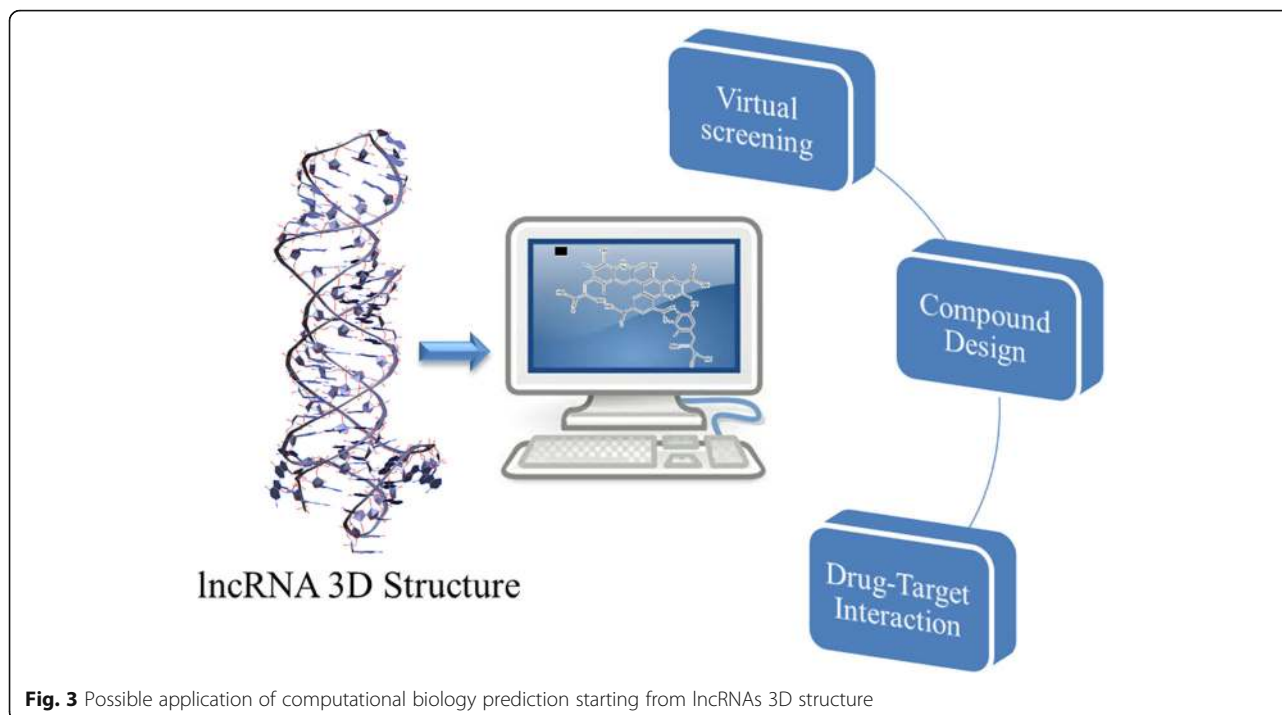 Virtual
screening
Compound
Design
Drug-Target
Interaction
lncRNA 3D Structure
Fig. 3 Possible application of computational biology prediction starting from lncRNAs 3D structure